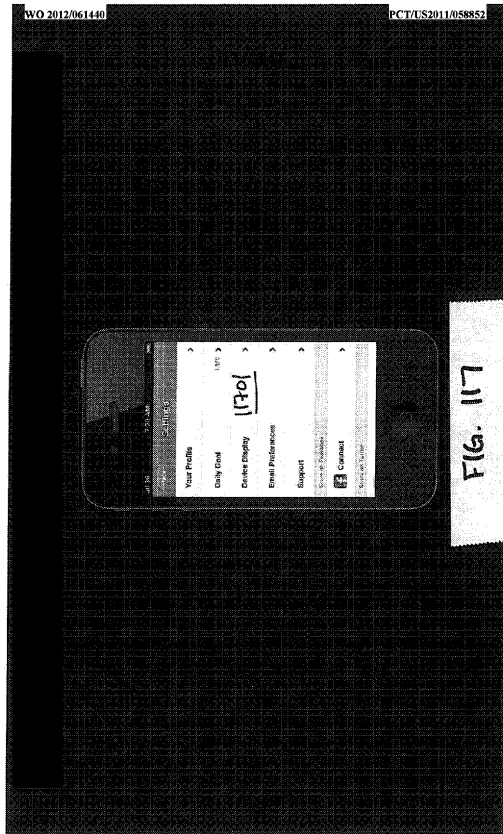 WO 2012/061440
PCT/US2011/058852
Settings
Your Profile
Daily Goal
Device Display
11701
Email Preferences
Support
Connect
FIG. 117